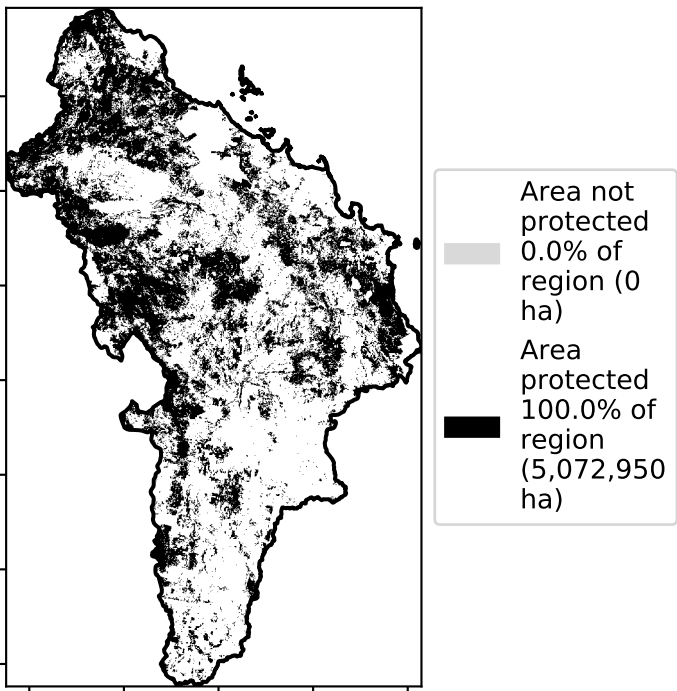 Area not
protected
0.0% of
region (0
ha)
Area
protected
100.0% of
region
(5,072,950
ha)